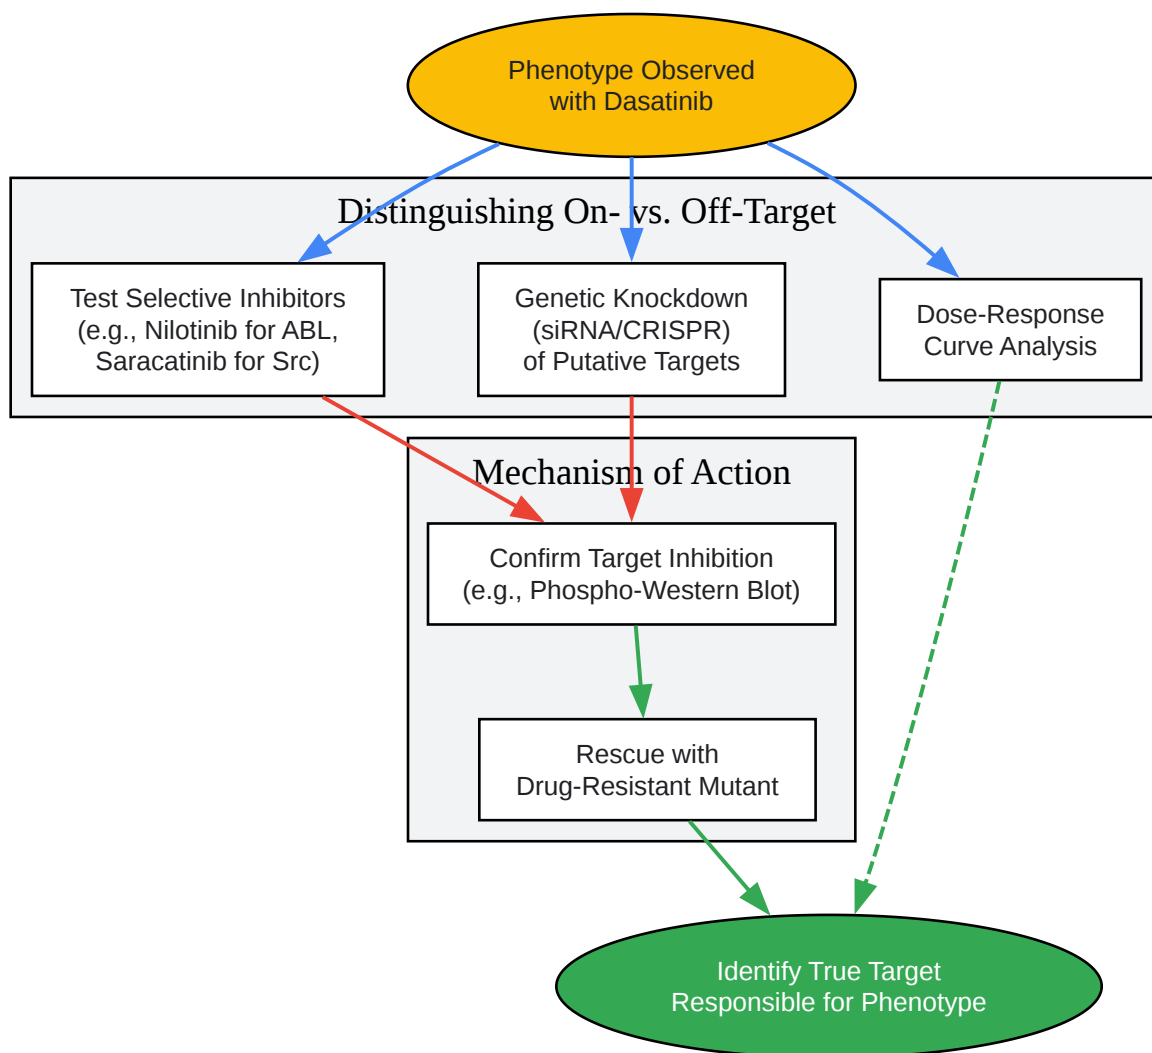 Phenotype Observed
with Dasatinib
Distinguishing On- vs. Off-Target
Test Selective Inhibitors
(e.g., Nilotinib for ABL,
Saracatinib for Src)
Genetic Knockdown
(siRNA/CRISPR)
of Putative Targets
Dose-Response
Curve Analysis
Mechanism of Action
Confirm Target Inhibition
(e.g., Phospho-Western Blot)
Rescue with
Drug-Resistant Mutant
Identify True Target
Responsible for Phenotype